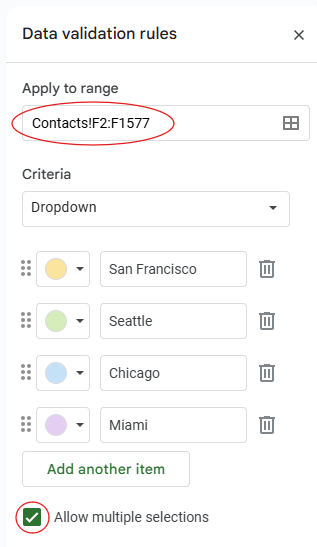 Data validation rules
Apply to range
Contacts!F2:F1577
Criteria
Dropdown
San Francisco
Seattle
Chicago
Miami
Add another item
Allow multiple selections